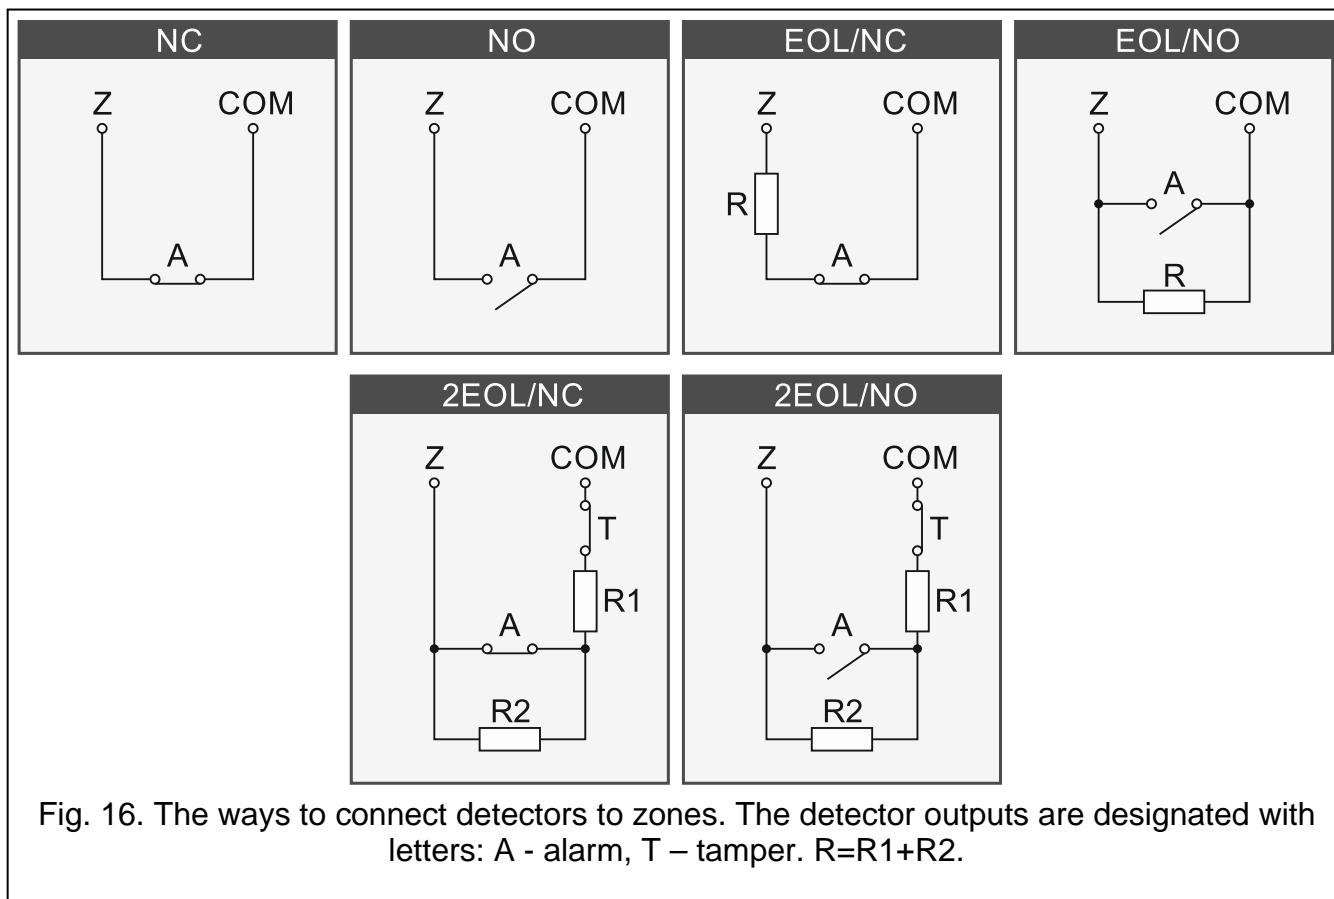 NC
Z COM
A
NO
Z COM
A
EOL/NC
Z COM
R
A
EOL/NO
Z COM
A
R
2EOL/NC
Z COM
T
R1
A
R2
2EOL/NO
Z COM
T
R1
A
R2
Fig. 16. The ways to connect detectors to zones. The detector outputs are designated with
letters: A - alarm, T – tamper. R=R1+R2.